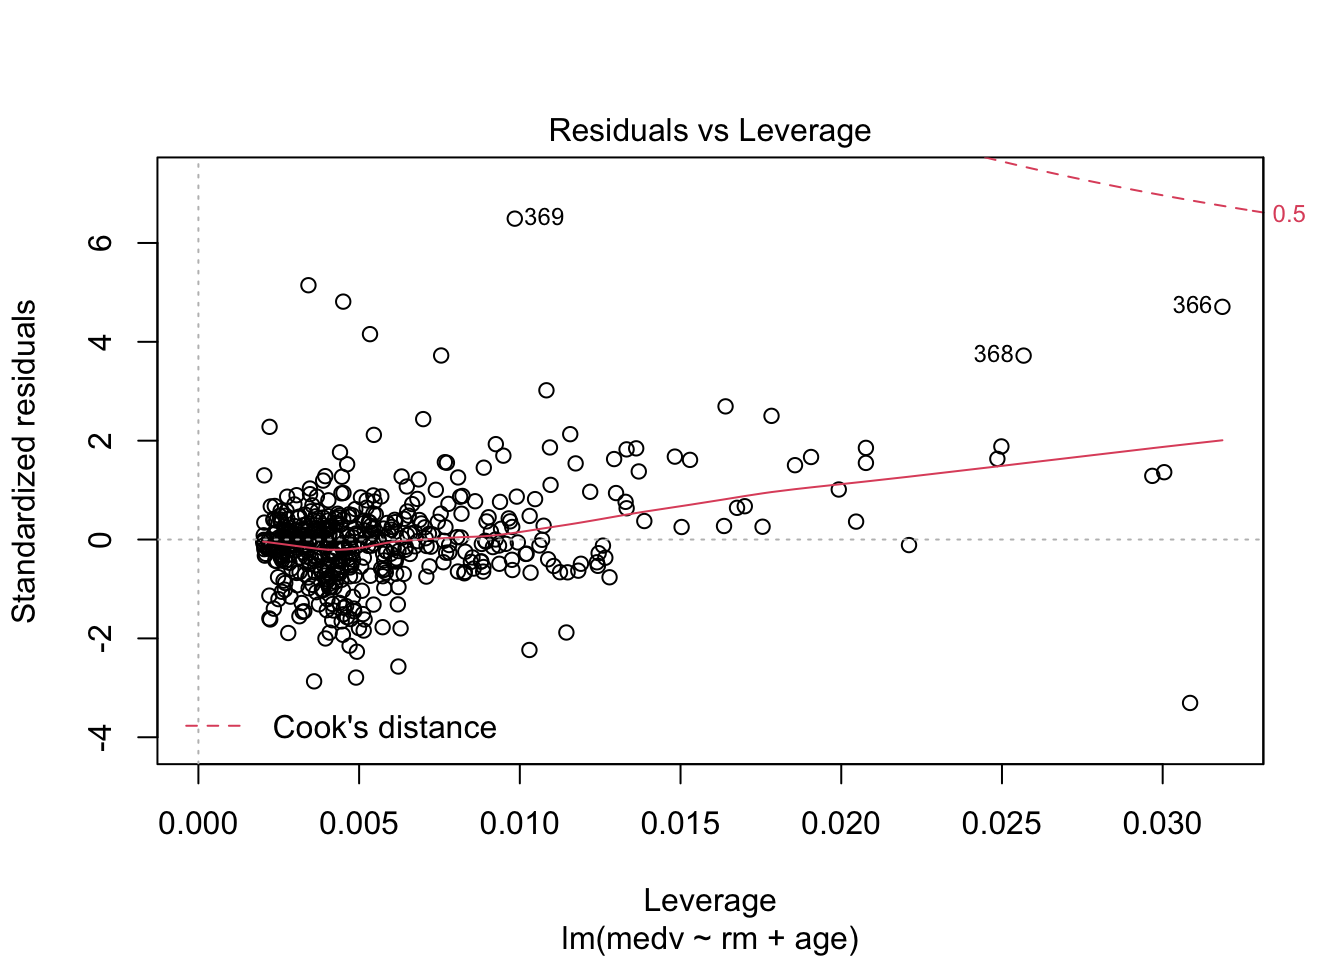 Residuals vs Leverage
Standardized residuals
6
4
2
0
-2
-4
369
366
368
0.5
Cook's distance
0.000 0.005 0.010 0.015 0.020 0.025 0.030
Leverage
lm(medv ~ rm + age)